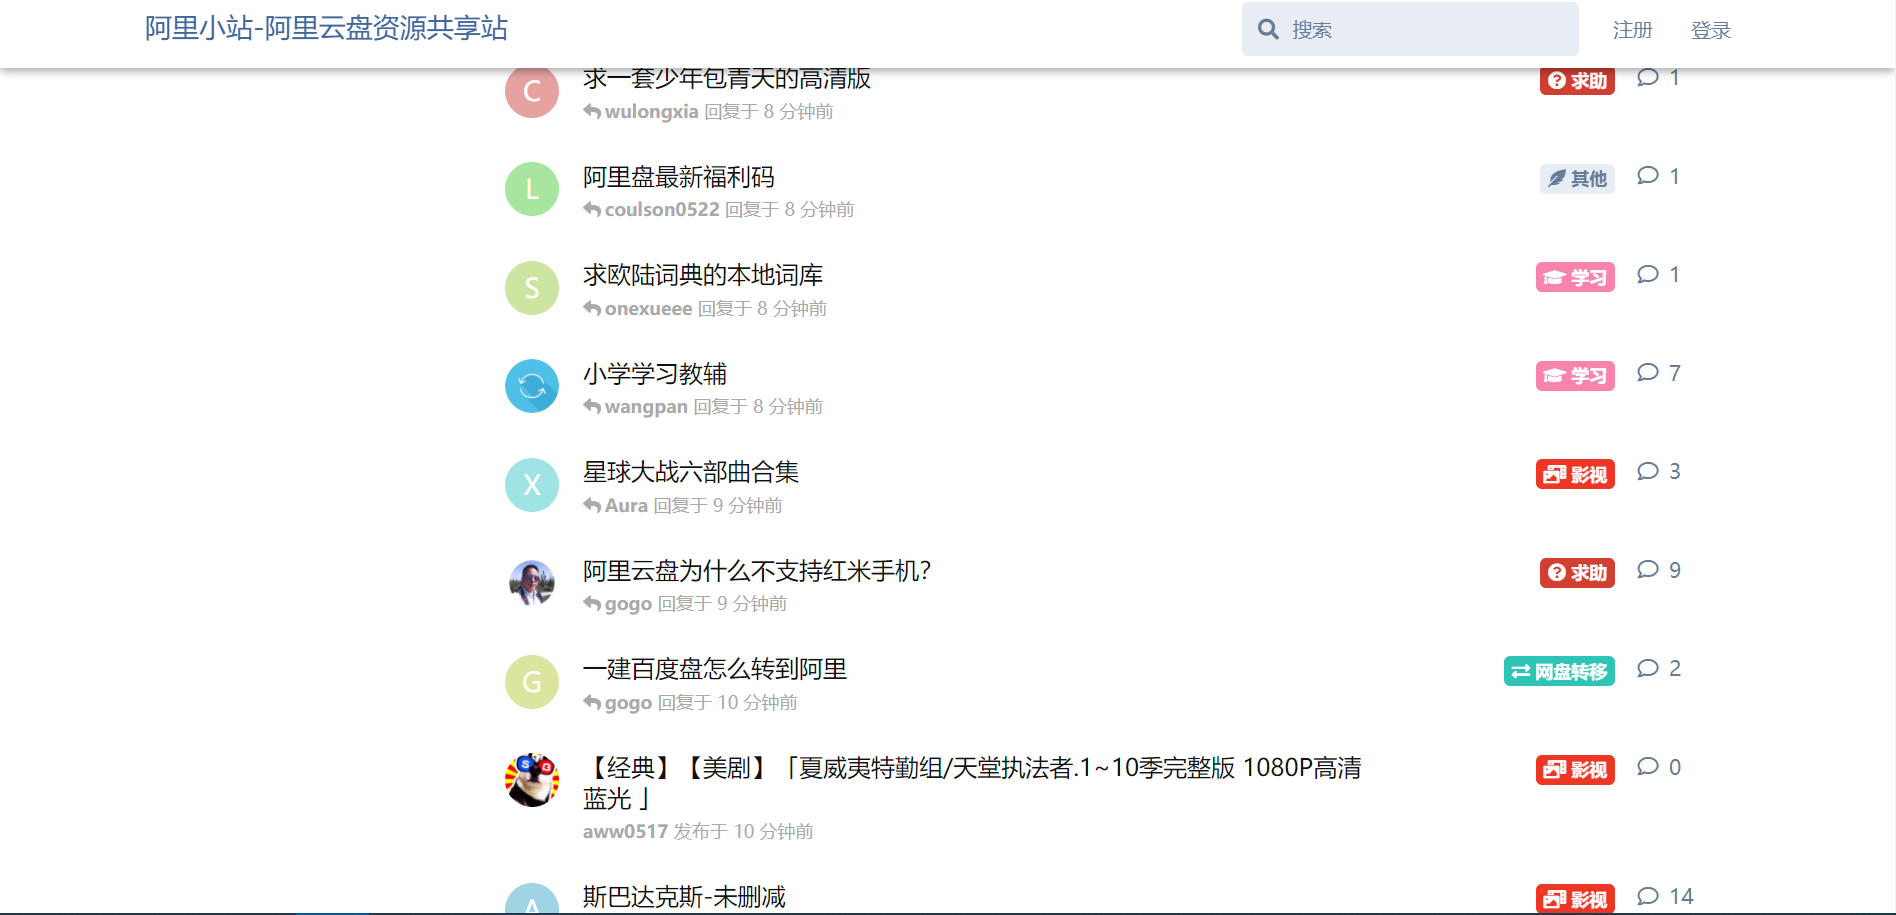 阿里小站-阿里云盘资源共享站
搜索
注册
登录
C
求一套少年包青天的高清版
求助
1
wulongxia 回复于 8 分钟前
L
阿里盘最新福利码
其他
1
coulson0522 回复于 8 分钟前
S
求欧陆词典的本地词库
学习
1
onexueee 回复于 8 分钟前
小学学习教辅
学习
7
wangpan 回复于 8 分钟前
X
星球大战六部曲合集
影视
3
Aura 回复于 9 分钟前
阿里云盘为什么不支持红米手机?
求助
9
gogo 回复于 9 分钟前
G
一建百度盘怎么转到阿里
网盘转移
2
gogo 回复于 10 分钟前
S B
【经典】【美剧】「夏威夷特勤组/天堂执法者.1~10季完整版 1080P高清
蓝光 」
影视
0
aww0517 发布于 10 分钟前
A
斯巴达克斯-未删减
影视
14